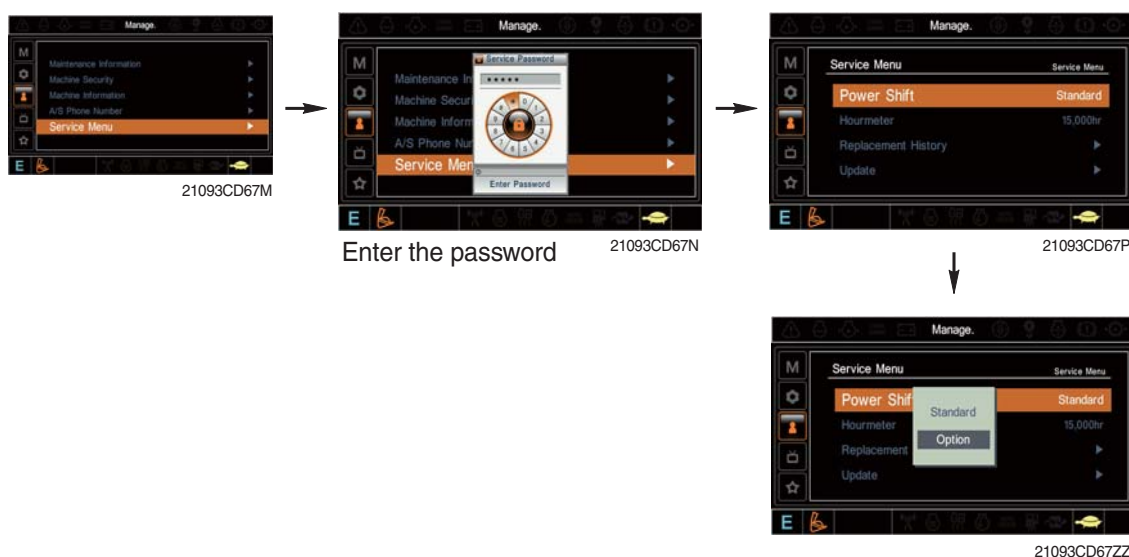 Manage.
M
Maintenance Information
Machine Security
Machine Information
A/S Phone Number
Service Menu
E
21093CD67M
Manage.
M
Service Password
*****
Maintenance In
Machine Secur
Machine Inform
A/S Phone Nu
Service Men
Enter Password
E
Enter the password
21093CD67N
Manage.
M
Service Menu
Service Menu
Power Shift
Standard
Hourmeter
15,000hr
Replacement History
Update
E
21093CD67P
Manage.
M
Service Menu
Service Menu
Power Shif
Standard
Standard
Hourmeter
15,000hr
Option
Replacement
Update
E
21093CD67ZZ